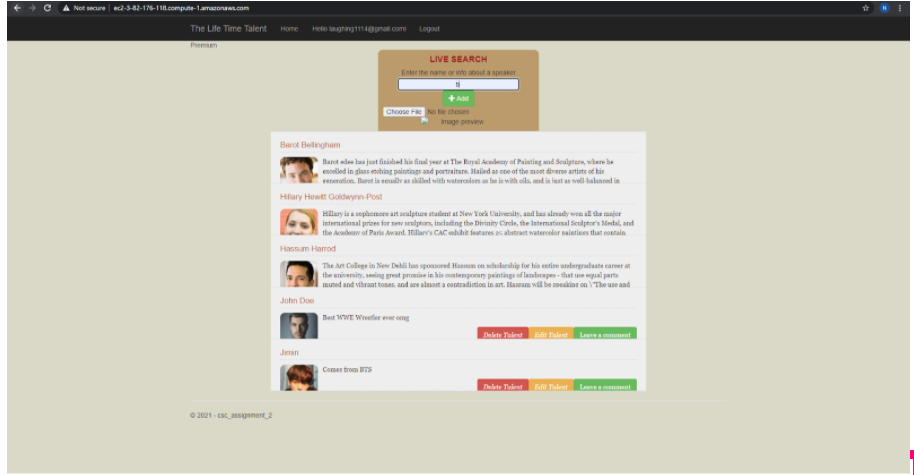 Not secure | ec2-3-82-176-118.compute-1.amazonaws.com
The Life Time Talent Home Hello laughing1114@gmail.com! Logout
Premium
LIVE SEARCH
Enter the name or info about a speaker
+ Add
Choose File No file chosen
Image preview
Barot Bellingham
Barot edee has just finished his final year at The Royal Academy of Painting and Sculpture, where he
excelled in glass etching paintings and portraiture. Hailed as one of the most diverse artists of his
generation, Barot is equally as skilled with watercolors as he is with oils, and is just as well-balanced in
Hillary Hewitt Goldwynn-Post
Hillary is a sophomore art sculpture student at New York University, and has already won all the major
international prizes for new sculptors, including the Divinity Circle, the International Sculptor's Medal, and
the Academy of Paris Award. Hillary's CAC exhibit features 25 abstract watercolor paintings that contain
Hassum Harrod
The Art College in New Dehli has sponsored Hassum on scholarship for his entire undergraduate career at
the university, seeing great promise in his contemporary paintings of landscapes - that use equal parts
muted and vibrant tones, and are almost a contradiction in art. Hassum will be speaking on \"The use and
John Doe
Best WWE Wrestler ever omg
Delete Talent Edit Talent Leave a comment
Jimin
Comes from BTS
Delete Talent Edit Talent Leave a comment
© 2021 - csc_assignment_2